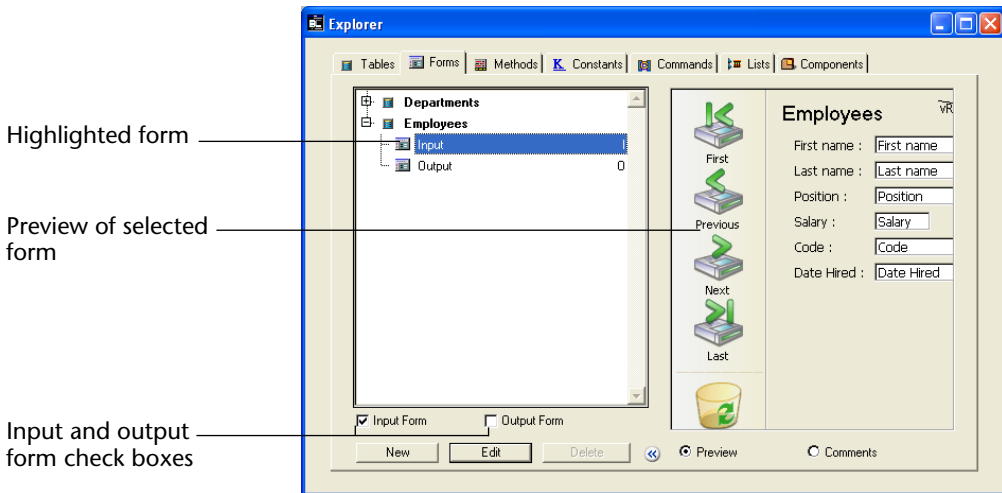 Explorer
Tables Forms Methods K Constants Commands Lists Components
Highlighted form
Preview of selected
form
Input and output
form check boxes
Departments
Employees
Input I
Output O
Input Form Output Form
New Edit Delete
First
Previous
Next
Last
Employees
vR
First name : First name
Last name : Last name
Position : Position
Salary : Salary
Code : Code
Date Hired : Date Hired
Preview Comments